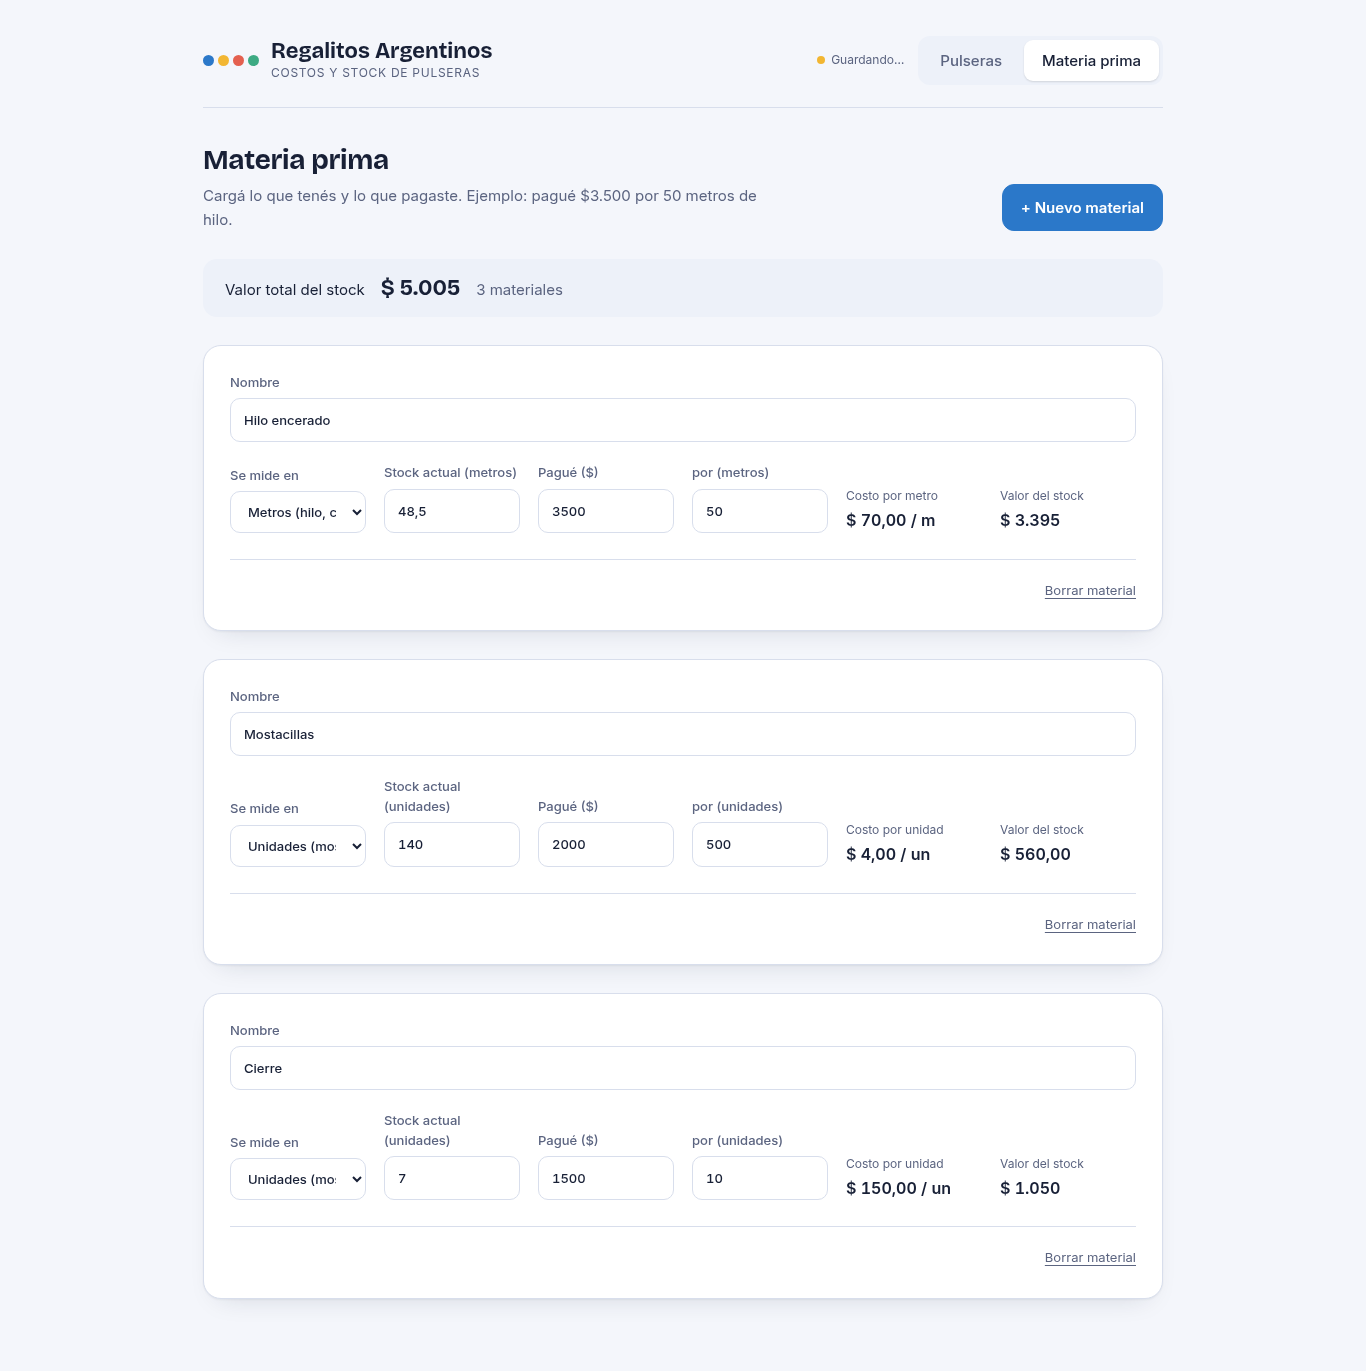 Regalitos Argentinos
COSTOS Y STOCK DE PULSERAS
Guardando...
Pulseras
Materia prima
Materia prima
Cargá lo que tenés y lo que pagaste. Ejemplo: pagué $3.500 por 50 metros de
hilo.
+ Nuevo material
Valor total del stock $ 5.005 3 materiales
Nombre
Hilo encerado
Se mide en
Metros (hilo, c
Stock actual (metros)
48,5
Pagué ($)
3500
por (metros)
50
Costo por metro
$ 70,00 / m
Valor del stock
$ 3.395
Borrar material
Nombre
Mostacillas
Se mide en
Unidades (mos
Stock actual
(unidades)
140
Pagué ($)
2000
por (unidades)
500
Costo por unidad
$ 4,00 / un
Valor del stock
$ 560,00
Borrar material
Nombre
Cierre
Se mide en
Unidades (mos
Stock actual
(unidades)
7
Pagué ($)
1500
por (unidades)
10
Costo por unidad
$ 150,00 / un
Valor del stock
$ 1.050
Borrar material